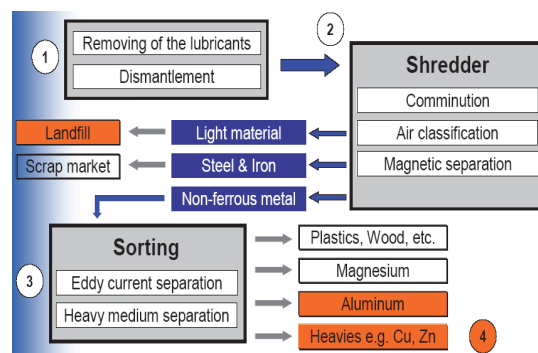 1
Removing of the lubricants
Dismantlement
2
Shredder
Comminution
Air classification
Magnetic separation
Landfill
Light material
Scrap market
Steel & Iron
Non-ferrous metal
3
Sorting
Eddy current separation
Heavy medium separation
Plastics, Wood, etc.
Magnesium
Aluminum
Heavies e.g. Cu, Zn
4